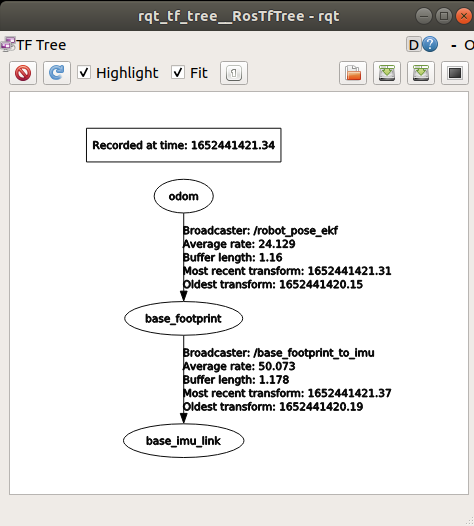 rqt_tf_tree__RosTfTree - rqt
TF Tree
D
?
- O
Highlight
Fit
1
Recorded at time: 1652441421.34
odom
Broadcaster: /robot_pose_ekf
Average rate: 24.129
Buffer length: 1.16
Most recent transform: 1652441421.31
Oldest transform: 1652441420.15
base_footprint
Broadcaster: /base_footprint_to_imu
Average rate: 50.073
Buffer length: 1.178
Most recent transform: 1652441421.37
Oldest transform: 1652441420.19
base_imu_link